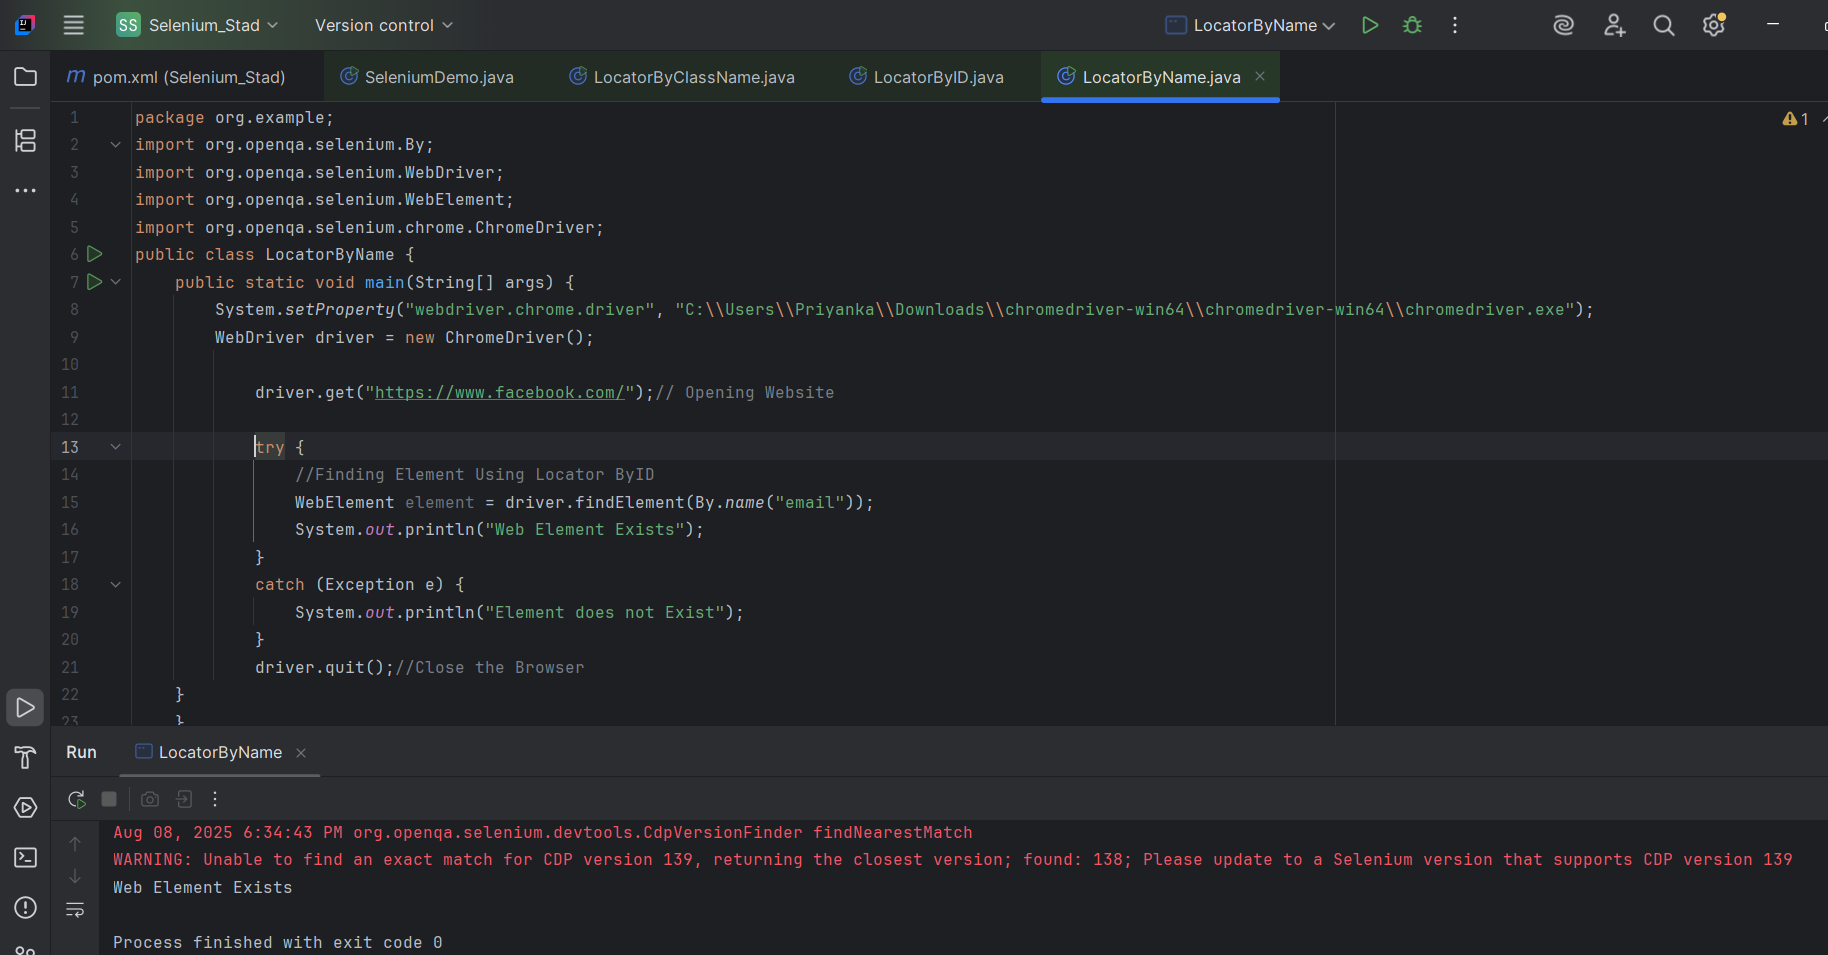 SS Selenium_Stad Version control LocatorByName
m pom.xml (Selenium_Stad) SeleniumDemo.java LocatorByClassName.java LocatorByID.java LocatorByName.java
1 package org.example; 1
2 import org.openqa.selenium.By;
3 import org.openqa.selenium.WebDriver;
4 import org.openqa.selenium.WebElement;
5 import org.openqa.selenium.chrome.ChromeDriver;
6 public class LocatorByName {
7 public static void main(String[] args) {
8 System.setProperty("webdriver.chrome.driver", "C:\\Users\\Priyanka\\Downloads\\chromedriver-win64\\chromedriver-win64\\chromedriver.exe");
9 WebDriver driver = new ChromeDriver();
10
11 driver.get("https://www.facebook.com/");// Opening Website
12
13 try {
14 //Finding Element Using Locator ByID
15 WebElement element = driver.findElement(By.name("email"));
16 System.out.println("Web Element Exists");
17 }
18 catch (Exception e) {
19 System.out.println("Element does not Exist");
20 }
21 driver.quit();//Close the Browser
22 }
23 }
Run LocatorByName
Aug 08, 2025 6:34:43 PM org.openqa.selenium.devtools.CdpVersionFinder findNearestMatch
WARNING: Unable to find an exact match for CDP version 139, returning the closest version; found: 138; Please update to a Selenium version that supports CDP version 139
Web Element Exists
Process finished with exit code 0